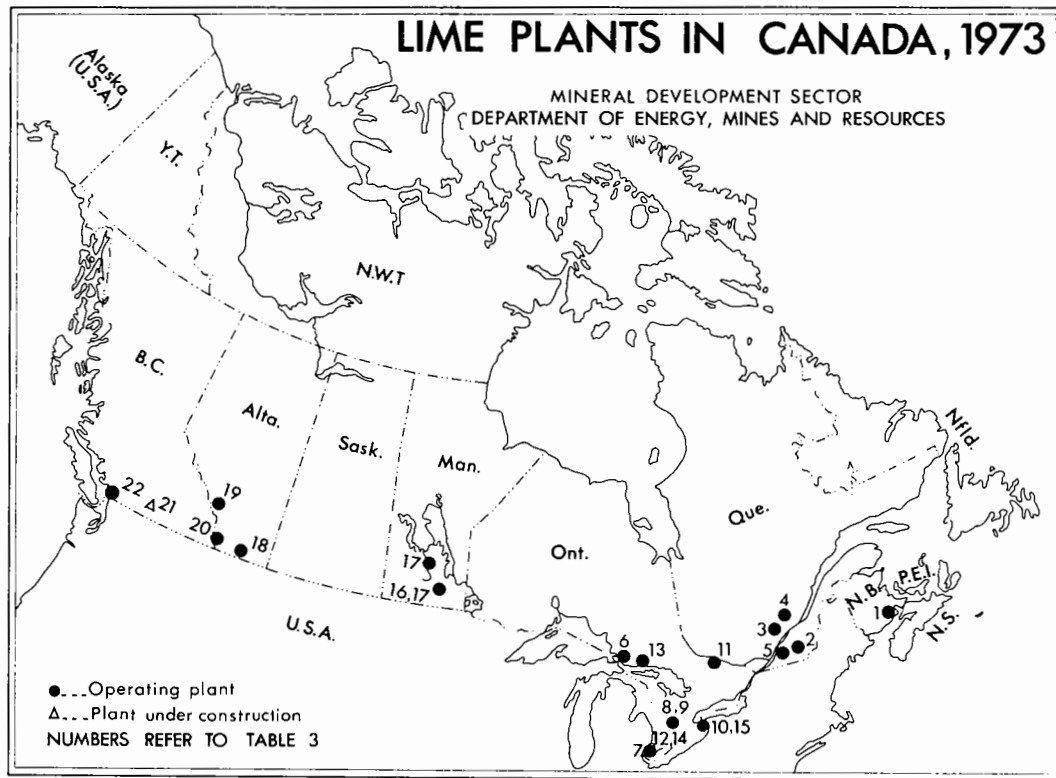 LIME PLANTS IN CANADA, 1973
MINERAL DEVELOPMENT SECTOR
DEPARTMENT OF ENERGY, MINES AND RESOURCES
Alaska
(U.S.A.)
Y.T.
N.W.T
B.C.
Alta.
Sask.
Man.
Ont.
Que.
Nfld.
N.B.
P.E.I.
N.S.
U.S.A.
22
21
19
20
18
17
16,17
6
13
11
4
3
5
2
1
8,9
12,14
7
10,15
●---Operating plant
△---Plant under construction
NUMBERS REFER TO TABLE 3